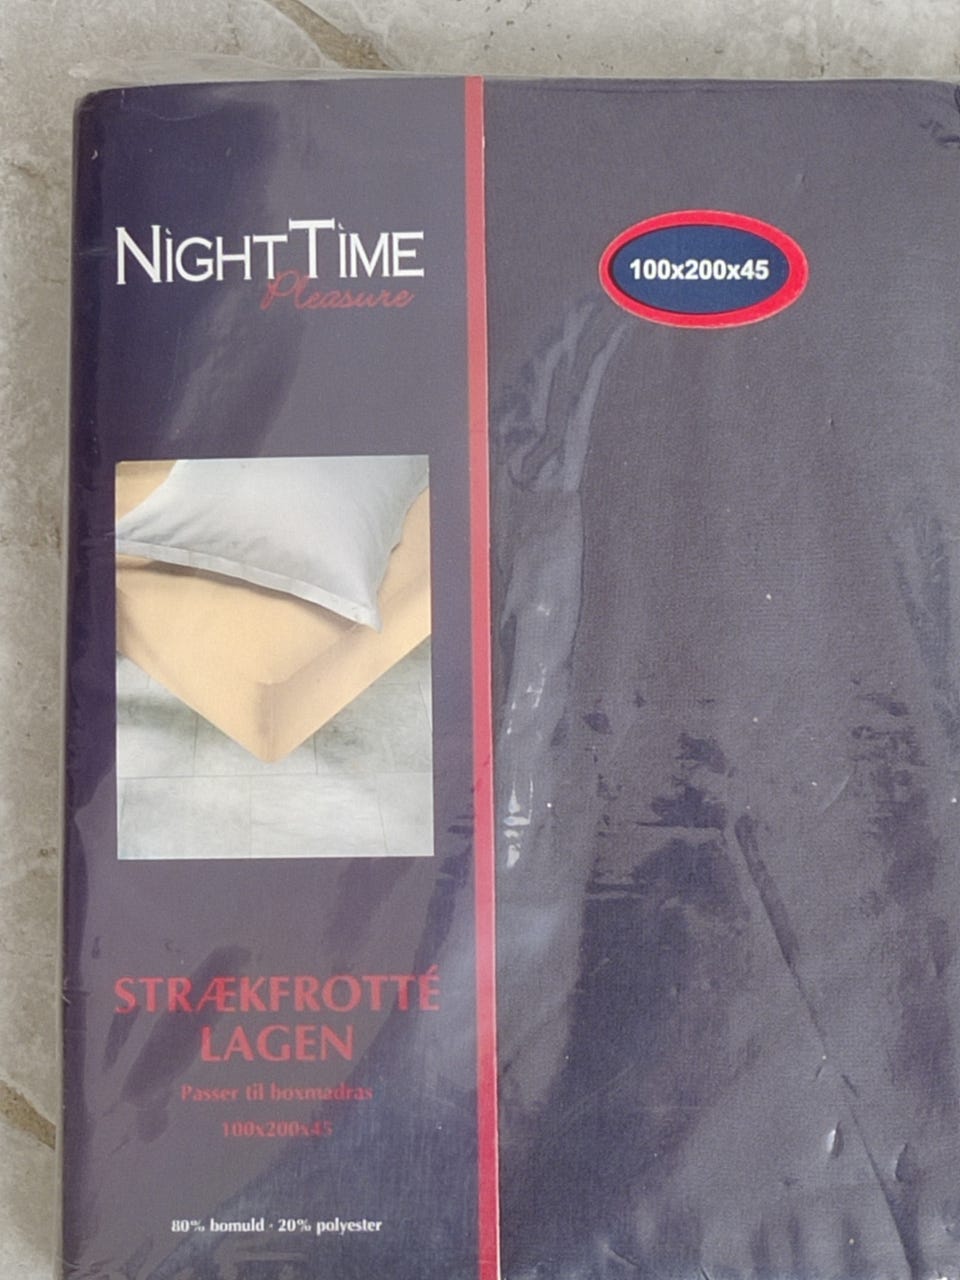 NIGHTTIME
Pleasure
100x200x45
STRÆKFROTTÉ
LAGEN
Passer til boxmadras
100x200x45
80% bomuld · 20% polyester